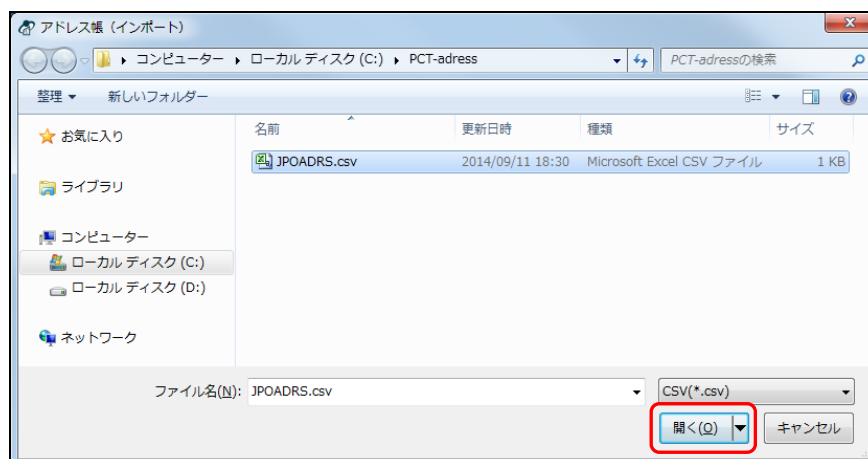 アドレス帳（インポート）
コンピューター ▸ ローカル ディスク (C:) ▸ PCT-adress
PCT-adressの検索
整理 ▼ 新しいフォルダー
お気に入り
ライブラリ
コンピューター
ローカル ディスク (C:)
ローカル ディスク (D:)
ネットワーク
名前 更新日時 種類 サイズ
JPOADRS.csv 2014/09/11 18:30 Microsoft Excel CSV ファイル 1 KB
ファイル名(N): JPOADRS.csv
CSV(*.csv)
開く(O) キャンセル